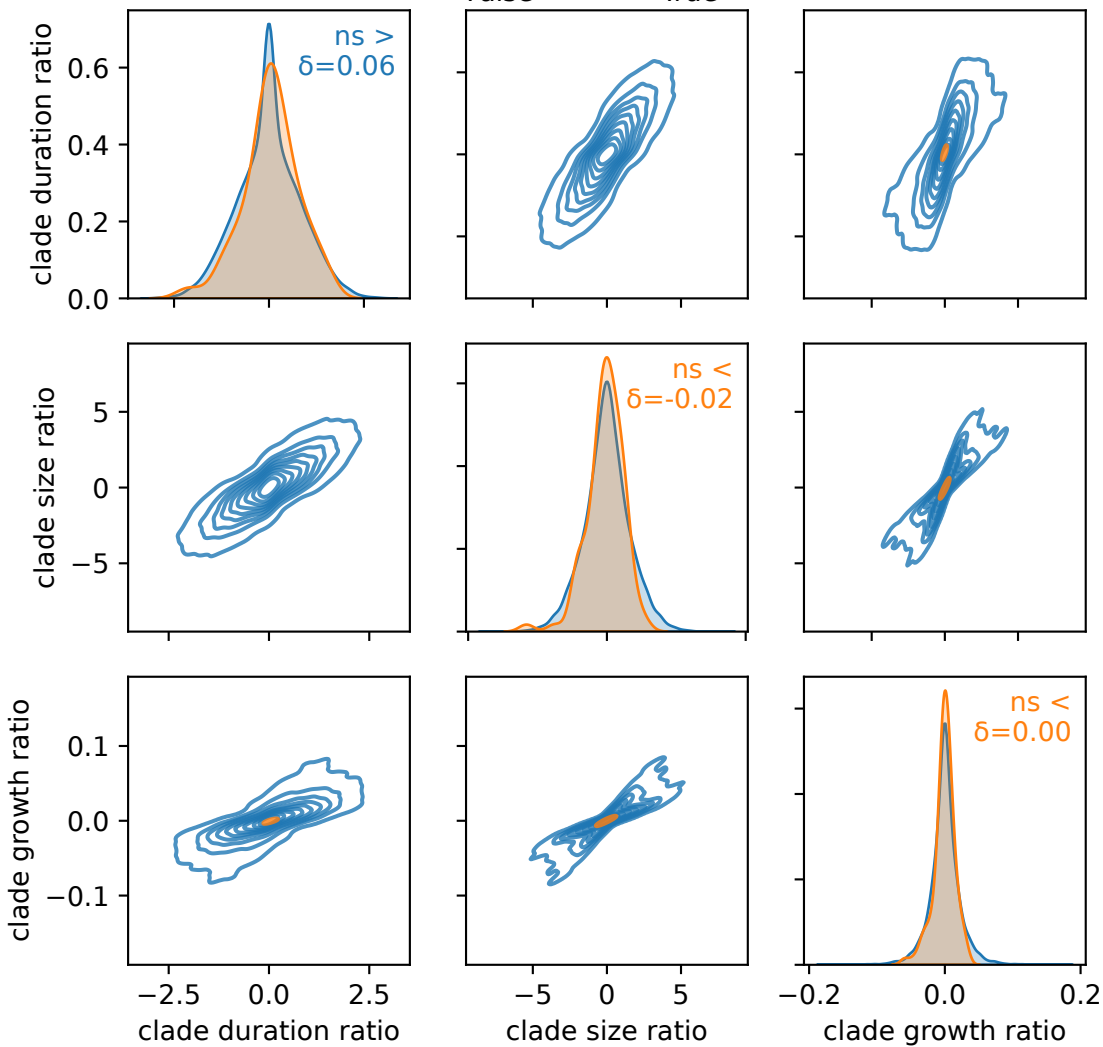 clade duration ratio
0.6
0.4
0.2
0.0
ns >
δ=0.06
−5
0
5
clade size ratio
5
0
−5
ns <
δ=-0.02
clade growth ratio
0.1
0.0
−0.1
ns <
δ=0.00
−2.5
0.0
2.5
−5
0
5
−0.2
0.0
0.2
clade duration ratio
clade size ratio
clade growth ratio